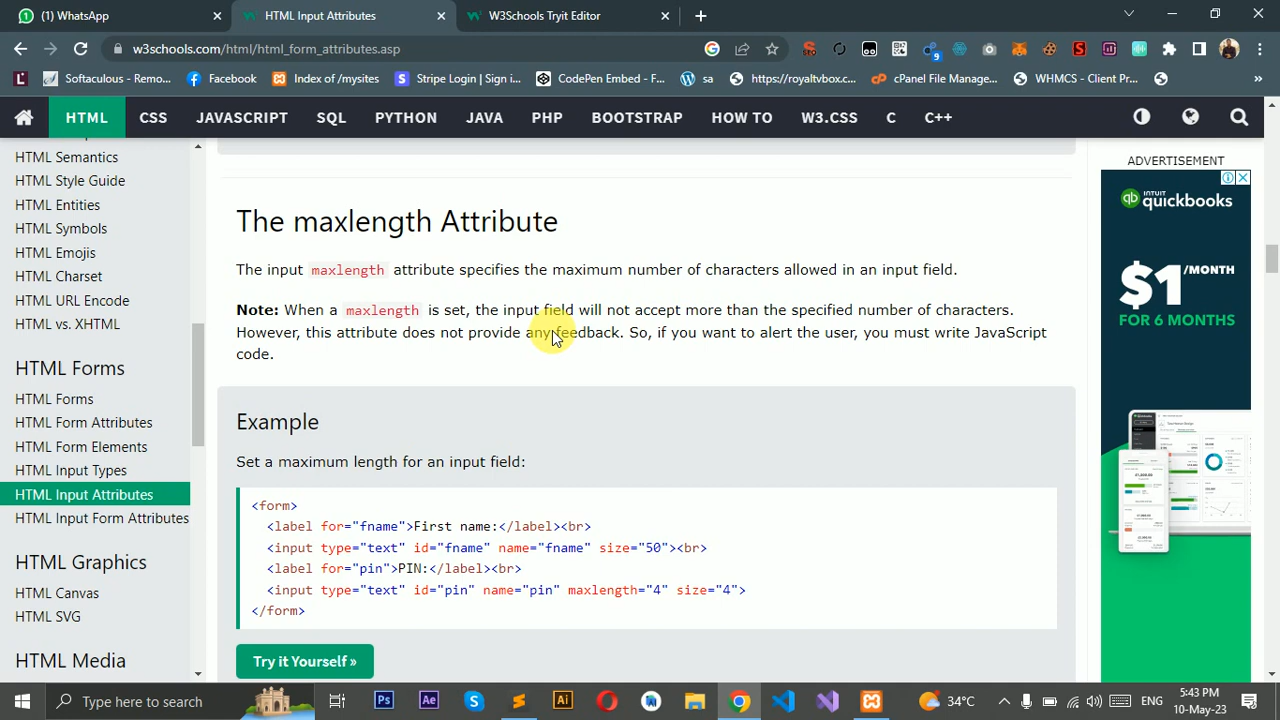 (1) WhatsApp
HTML Input Attributes
W3Schools Tryit Editor
w3schools.com/html/html_form_attributes.asp
Softaculous - Remo...
Facebook
Index of /mysites
Stripe Login | Sign i...
CodePen Embed - F...
sa
https://royaltvbox.c...
cPanel File Manage...
WHMCS - Client Pr...
HTML
CSS
JAVASCRIPT
SQL
PYTHON
JAVA
PHP
BOOTSTRAP
HOW TO
W3.CSS
C
C++
HTML Semantics
HTML Style Guide
HTML Entities
HTML Symbols
HTML Emojis
HTML Charset
HTML URL Encode
HTML vs. XHTML
HTML Forms
HTML Forms
HTML Form Attributes
HTML Form Elements
HTML Input Types
HTML Input Attributes
HTML Input Form Attributes
HTML Graphics
HTML Canvas
HTML SVG
HTML Media
The maxlength Attribute
The input maxlength attribute specifies the maximum number of characters allowed in an input field.
Note: When a maxlength is set, the input field will not accept more than the specified number of characters.
However, this attribute does not provide any feedback. So, if you want to alert the user, you must write JavaScript
code.
Example
Set a maximum length for an input field:
<form>
<label for="fname">First name:</label><br>
<input type="text" id="fname" name="fname" size="50"><br>
<label for="pin">PIN:</label><br>
<input type="text" id="pin" name="pin" maxlength="4" size="4">
</form>
Try it Yourself »
ADVERTISEMENT
INTUIT
quickbooks
$1/MONTH
FOR 6 MONTHS
Type here to search
34°C
ENG
5:43 PM
10-May-23